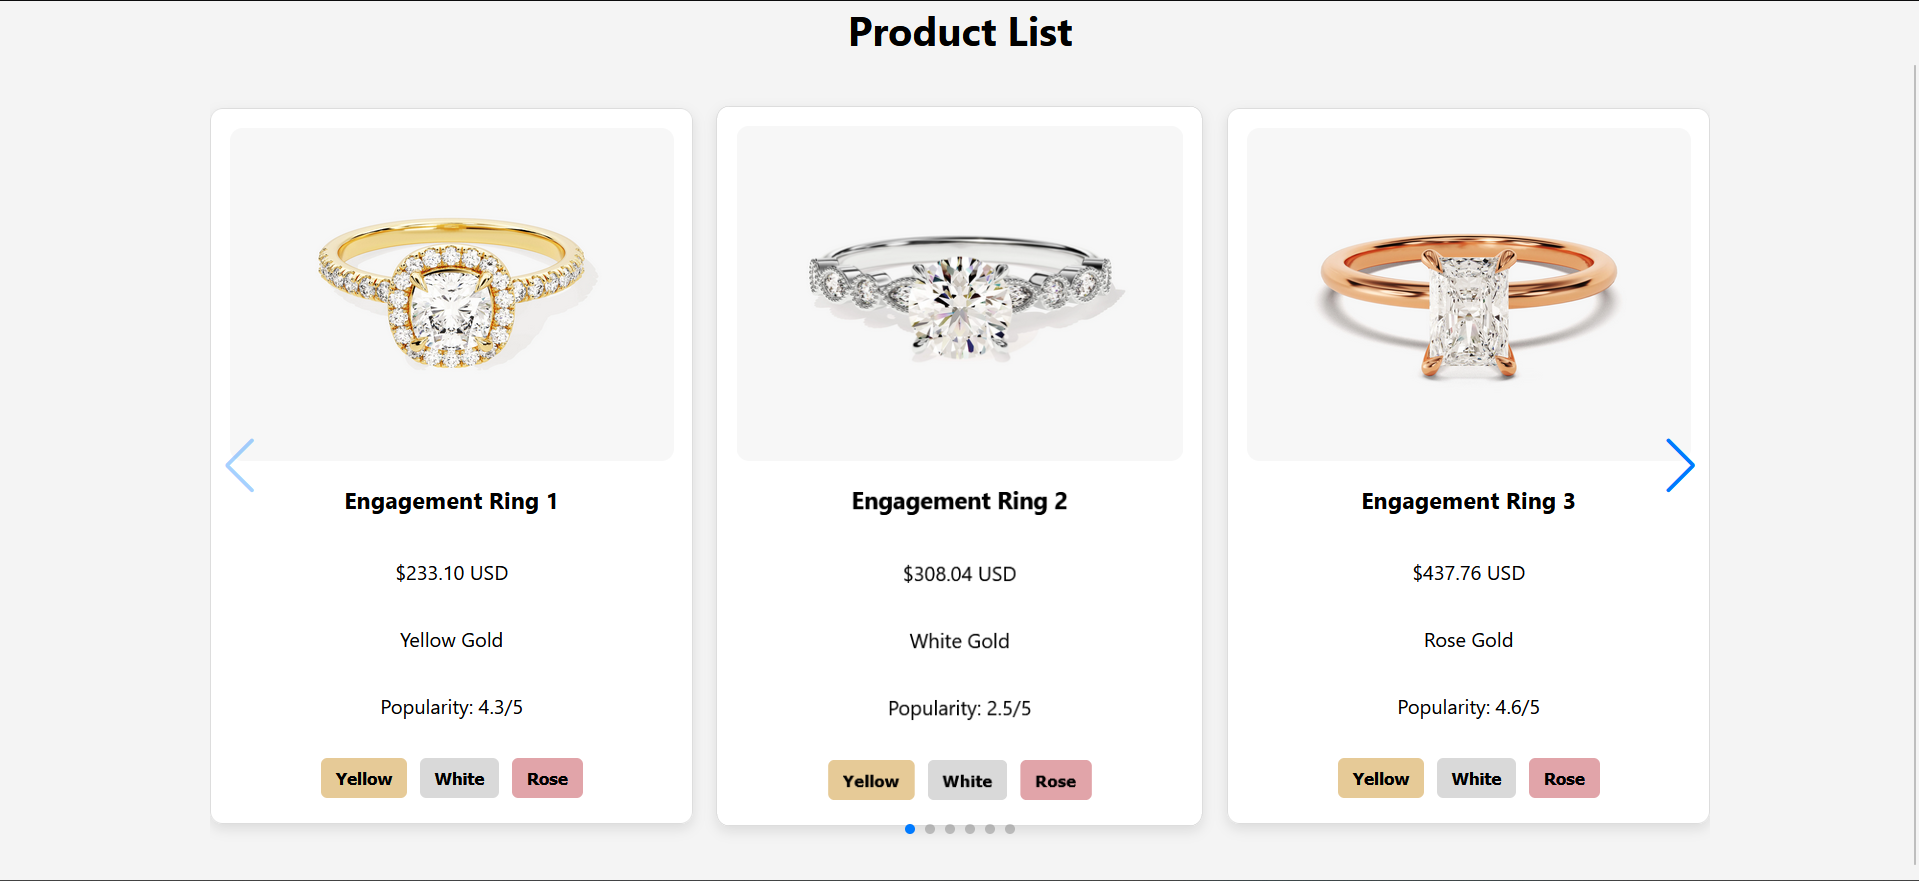 Product List
Engagement Ring 1
$233.10 USD
Yellow Gold
Popularity: 4.3/5
Yellow White Rose
Engagement Ring 2
$308.04 USD
White Gold
Popularity: 2.5/5
Yellow White Rose
Engagement Ring 3
$437.76 USD
Rose Gold
Popularity: 4.6/5
Yellow White Rose